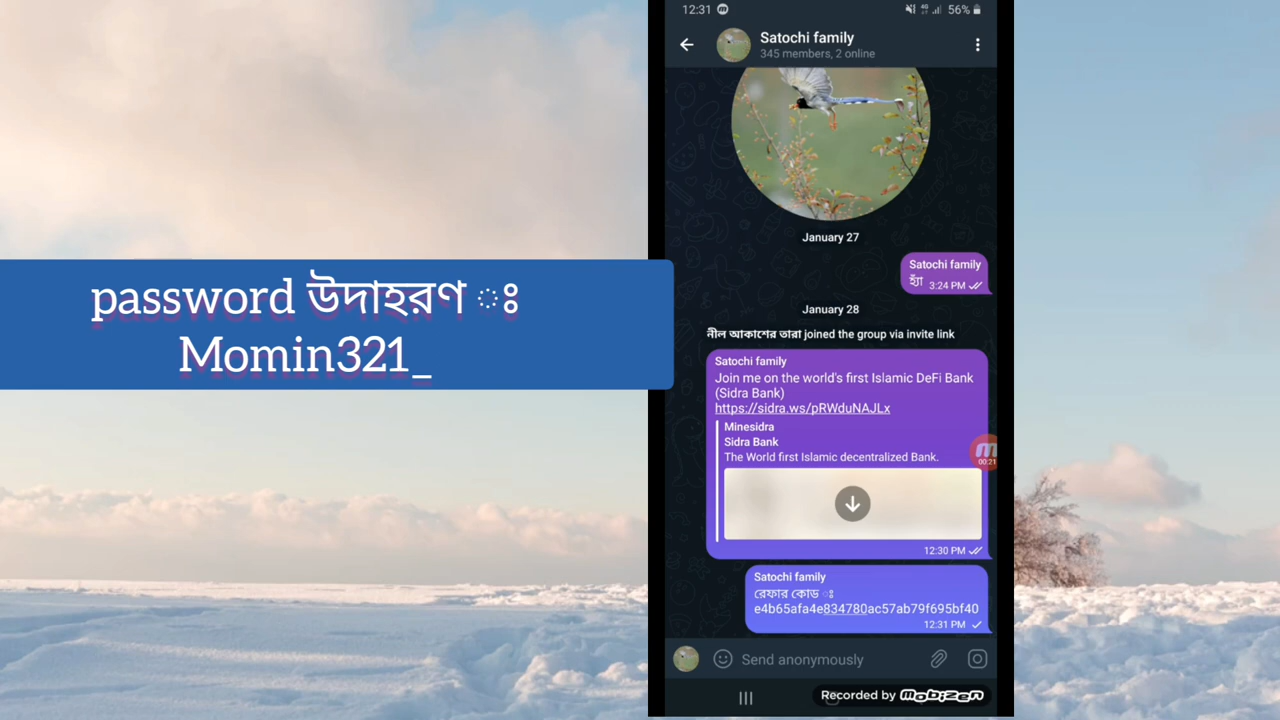 password উদাহরণ ঃ
Momin321_
12:31
4G
56%
Satochi family
345 members, 2 online
January 27
Satochi family
হ্যাঁ 3:24 PM
January 28
নীল আকাশের তারা joined the group via invite link
Satochi family
Join me on the world's first Islamic DeFi Bank
(Sidra Bank)
https://sidra.ws/pRWduNAJLx
Minesidra
Sidra Bank
The World first Islamic decentralized Bank.
00:21
12:30 PM
Satochi family
রেফার কোড ঃ
e4b65afa4e834780ac57ab79f695bf40
12:31 PM
Send anonymously
Recorded by mobizen